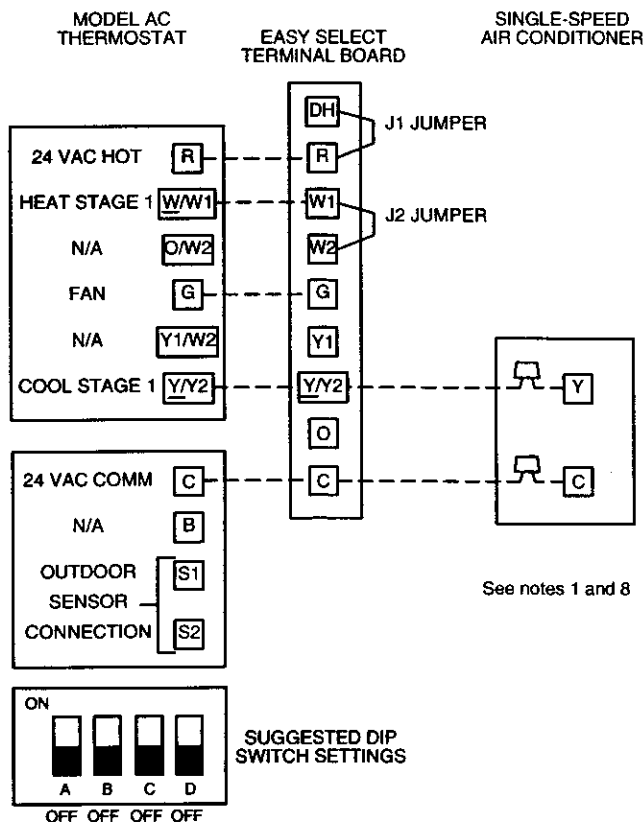 MODEL AC
THERMOSTAT
EASY SELECT
TERMINAL BOARD
SINGLE-SPEED
AIR CONDITIONER
DH
J1 JUMPER
24 VAC HOT R R
HEAT STAGE 1 W/W1 W1
J2 JUMPER
N/A O/W2 W2
FAN G G
N/A Y1/W2 Y1
COOL STAGE 1 Y/Y2 Y/Y2 Y
O
24 VAC COMM C C C
N/A B
OUTDOOR S1
SENSOR
CONNECTION S2
See notes 1 and 8
ON
SUGGESTED DIP
SWITCH SETTINGS
A B C D
OFF OFF OFF OFF